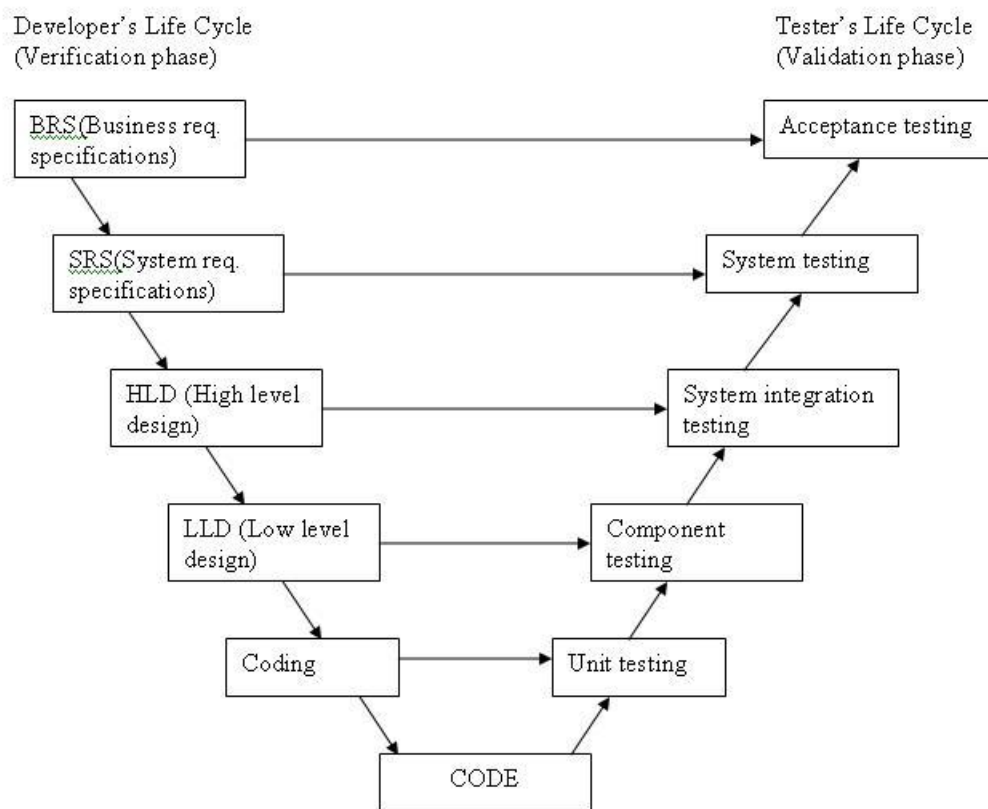 Developer’s Life Cycle
(Verification phase)
Tester’s Life Cycle
(Validation phase)
BRS(Business req.
specifications)
Acceptance testing
SRS(System req.
specifications)
System testing
HLD (High level
design)
System integration
testing
LLD (Low level
design)
Component
testing
Coding
Unit testing
CODE